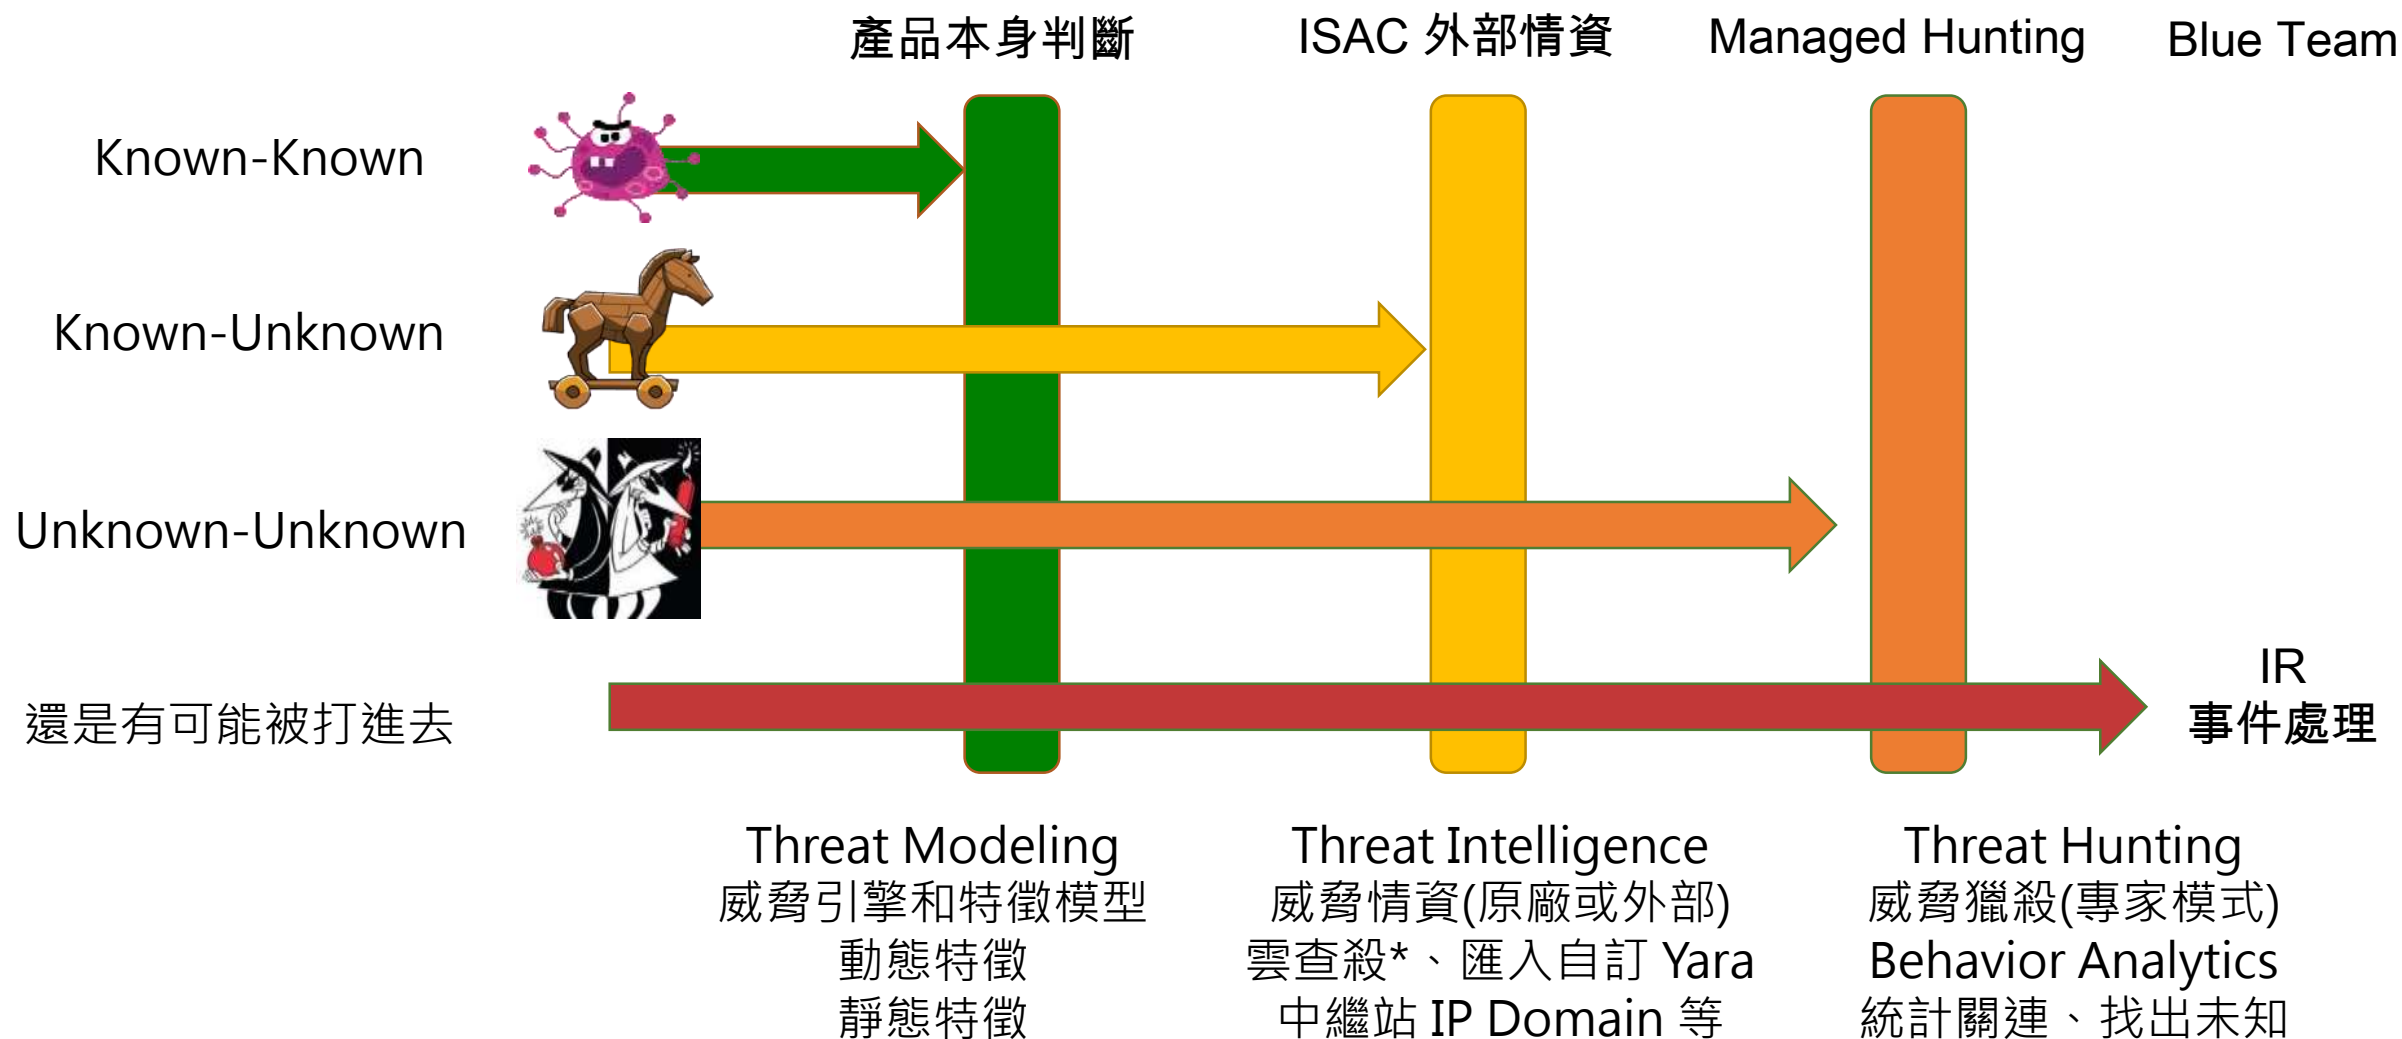 產品本身判斷
ISAC 外部情資
Managed Hunting
Blue Team
Known-Known
Known-Unknown
Unknown-Unknown
還是有可能被打進去
IR
事件處理
Threat Modeling
威脅引擎和特徵模型
動態特徵
靜態特徵
Threat Intelligence
威脅情資(原廠或外部)
雲查殺*、匯入自訂 Yara
中繼站 IP Domain 等
Threat Hunting
威脅獵殺(專家模式)
Behavior Analytics
統計關連、找出未知